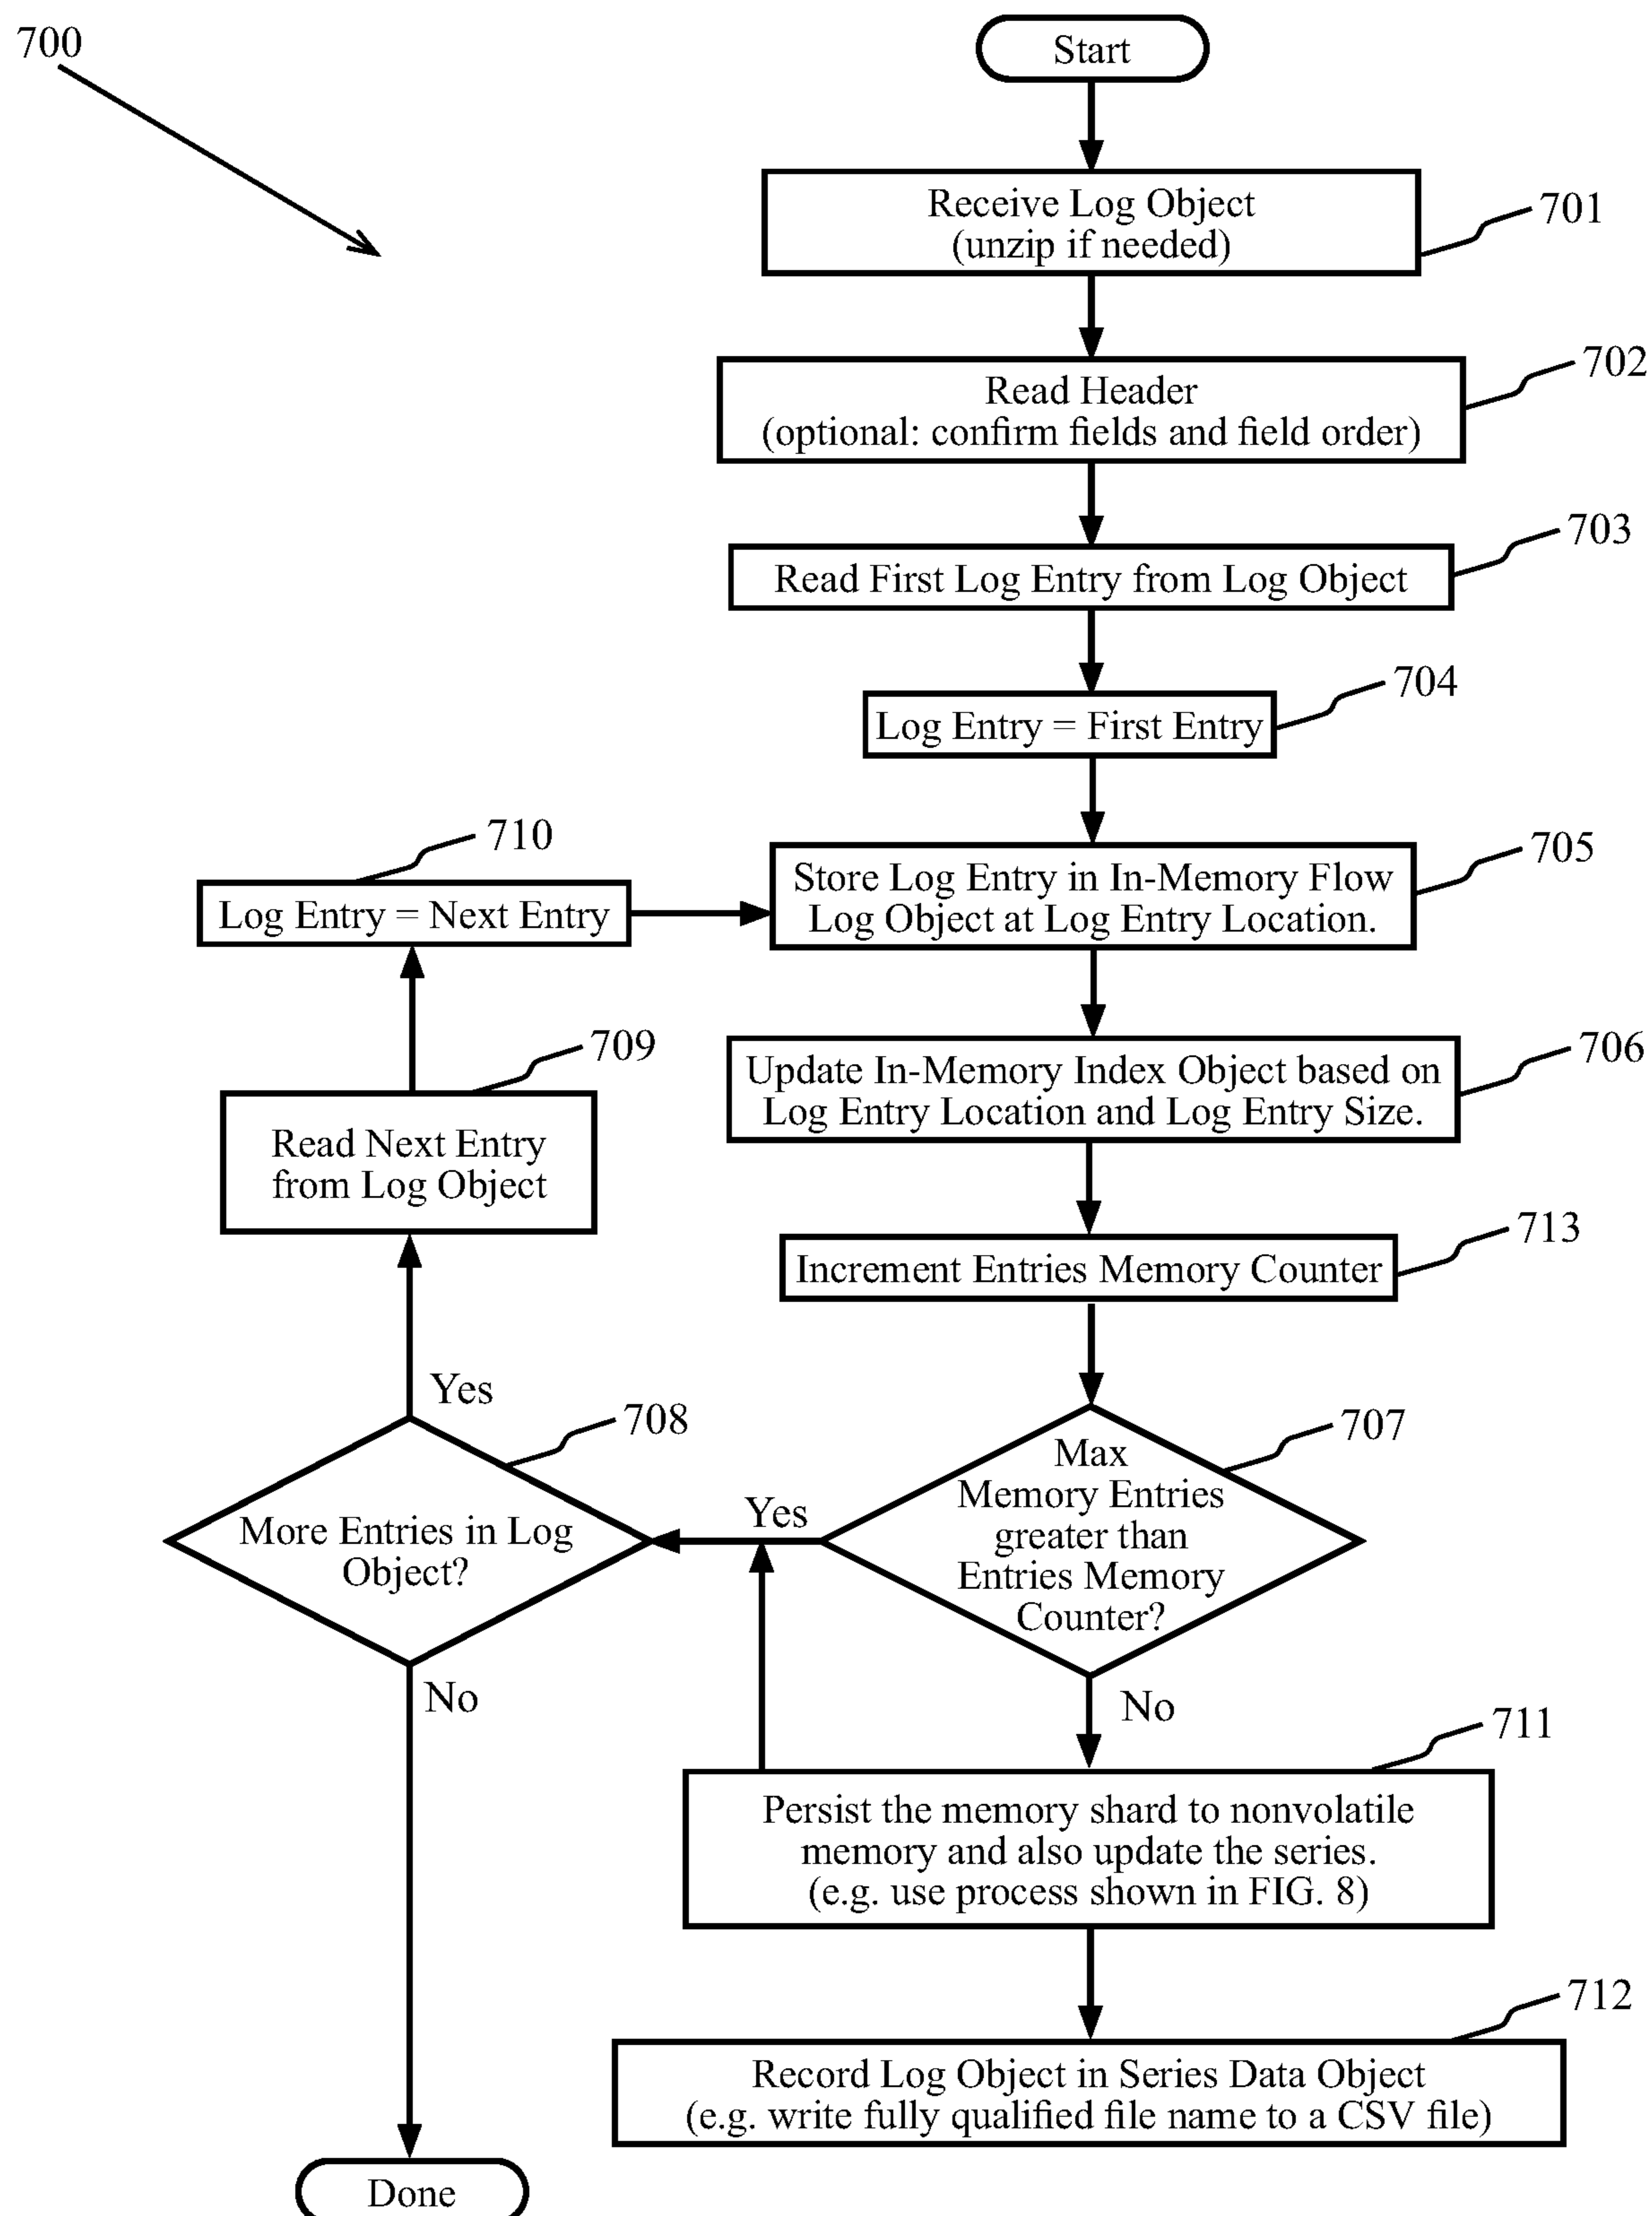 700
Start
Receive Log Object
(unzip if needed)
701
Read Header
(optional: confirm fields and field order)
702
Read First Log Entry from Log Object
703
Log Entry = First Entry
704
Store Log Entry in In-Memory Flow
Log Object at Log Entry Location.
705
Update In-Memory Index Object based on
Log Entry Location and Log Entry Size.
706
Increment Entries Memory Counter
713
Max
Memory Entries
greater than
Entries Memory
Counter?
707
Yes
No
More Entries in Log
Object?
708
Yes
No
Read Next Entry
from Log Object
709
Log Entry = Next Entry
710
Persist the memory shard to nonvolatile
memory and also update the series.
(e.g. use process shown in FIG. 8)
711
Record Log Object in Series Data Object
(e.g. write fully qualified file name to a CSV file)
712
Done